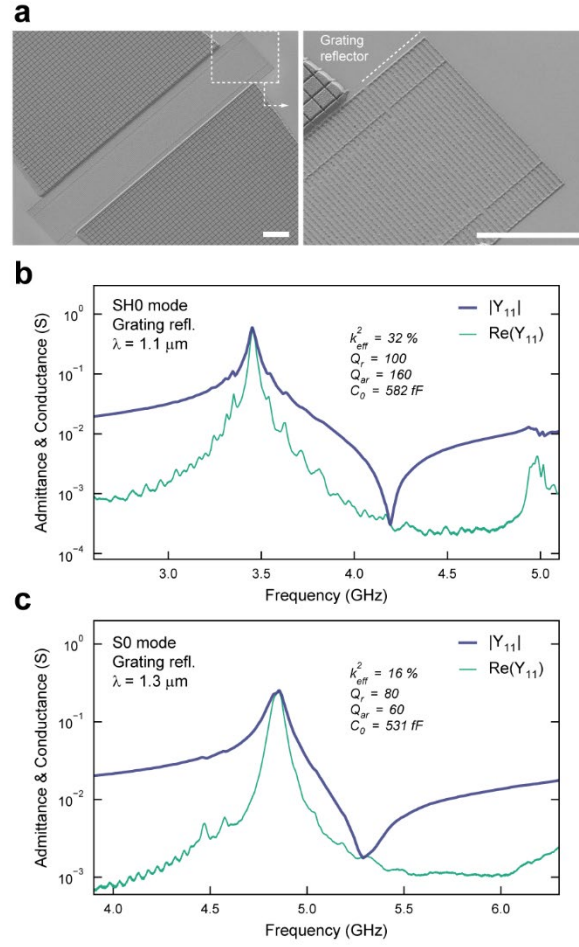 a
Grating
reflector
b
SH0 mode
Grating refl.
λ = 1.1 μm
k²eff = 32 %
Qr = 100
Qar = 160
C0 = 582 fF
|Y11|
Re(Y11)
Admittance & Conductance (S)
10⁰
10⁻¹
10⁻²
10⁻³
10⁻⁴
3.0 3.5 4.0 4.5 5.0
Frequency (GHz)
c
S0 mode
Grating refl.
λ = 1.3 μm
k²eff = 16 %
Qr = 80
Qar = 60
C0 = 531 fF
|Y11|
Re(Y11)
Admittance & Conductance (S)
10⁰
10⁻¹
10⁻²
10⁻³
4.0 4.5 5.0 5.5 6.0
Frequency (GHz)